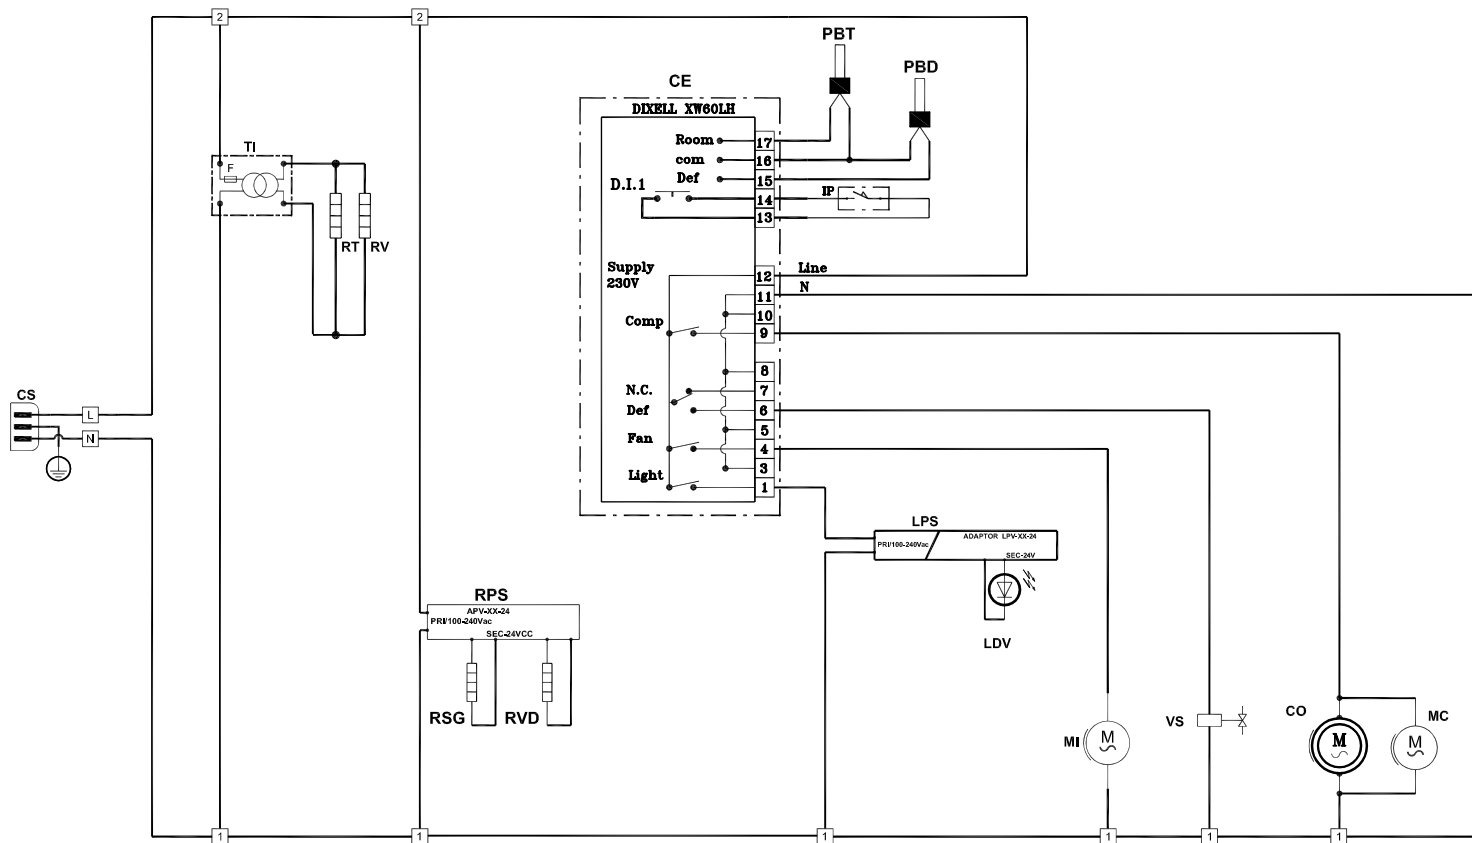 2
2
PBT
PBD
CE
DIXELL XW60LH
Room
17
com
16
Def
15
D.I.1
14
IP
13
TI
F
RT
RV
Supply
230V
12
Line
11
N
10
Comp
9
8
N.C.
7
Def
6
5
Fan
4
3
Light
1
CS
L
N
LPS
PRI/100-240Vac
ADAPTOR LPV-XX-24
SEC-24V
LDV
RPS
APV-XX-24
PRI/100-240Vac
SEC-24VCC
RSG
RVD
MI
M
VS
CO
M
MC
M
1
1
1
1
1
1